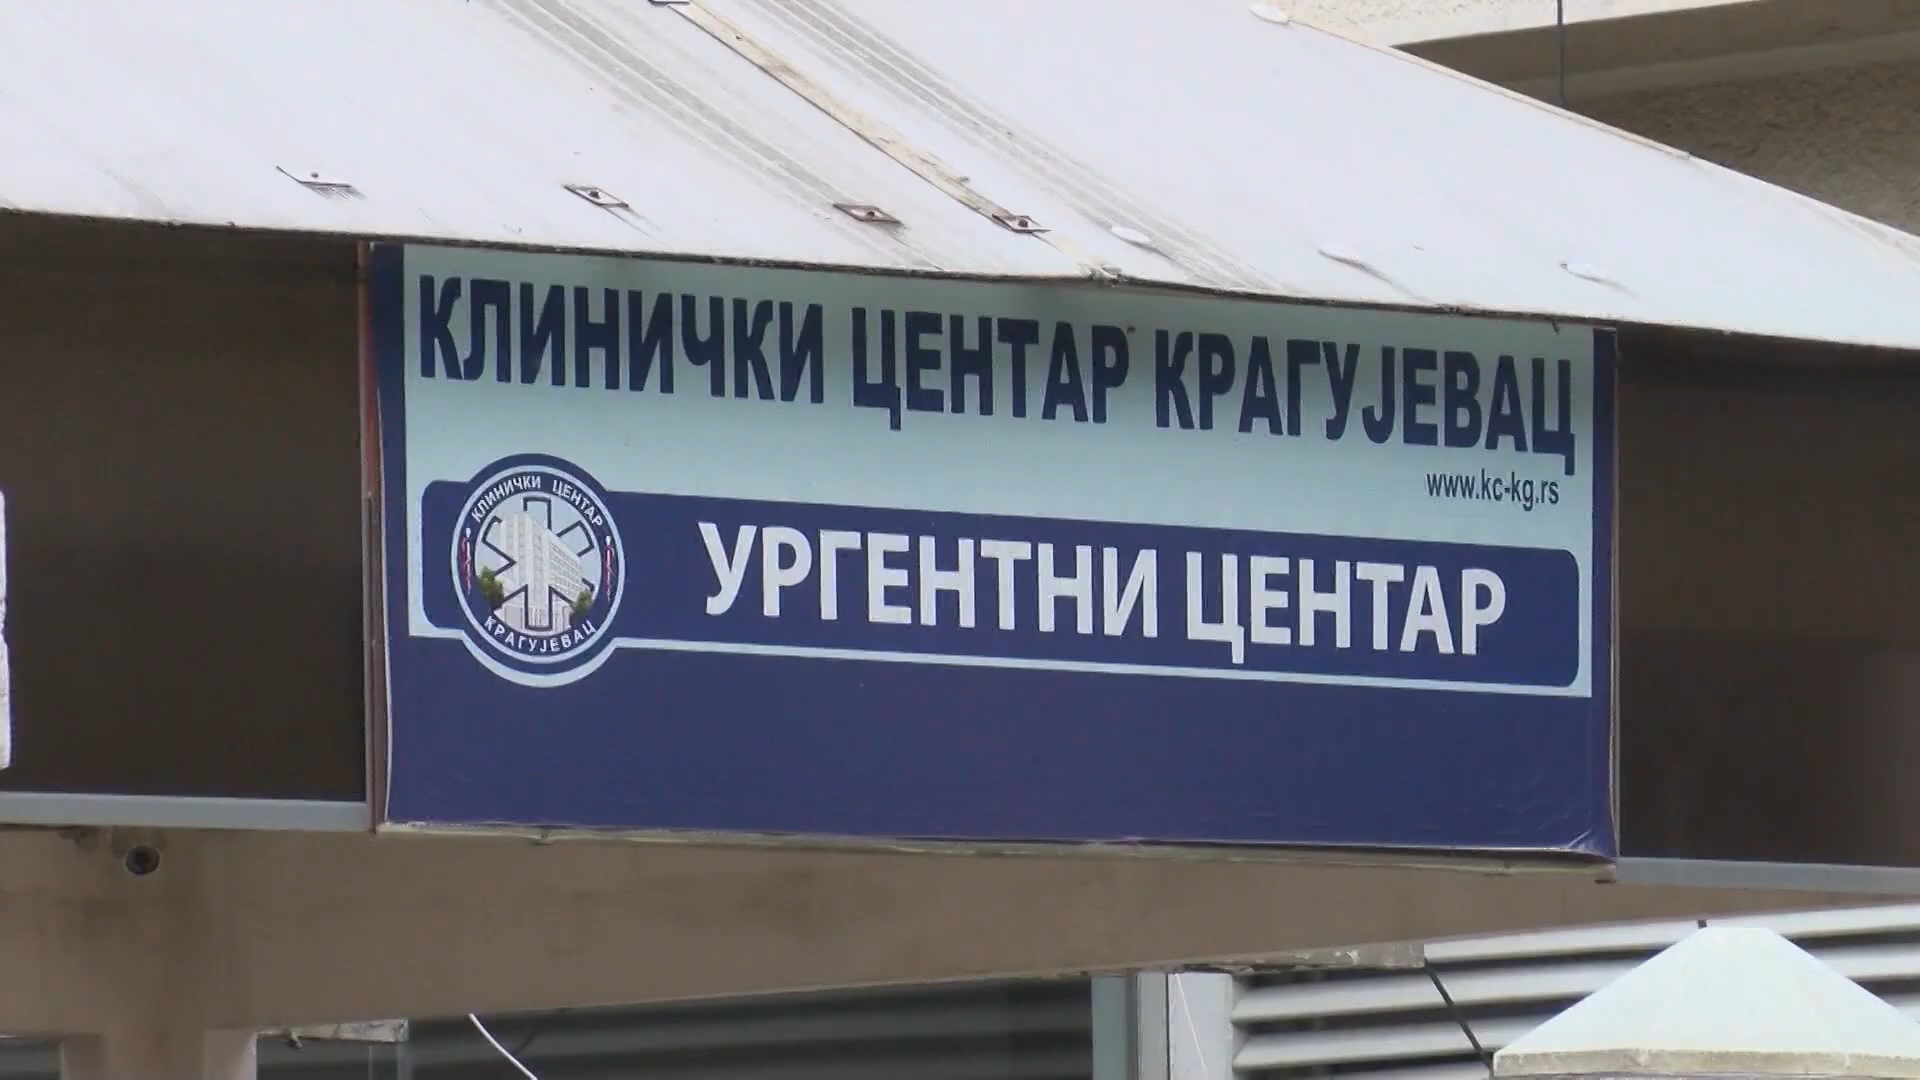 КЛИНИЧКИ ЦЕНТАР КРАГУЈЕВАЦ
www.kc-kg.rs
КЛИНИЧКИ ЦЕНТАР
КРАГУЈЕВАЦ
УРГЕНТНИ ЦЕНТАР